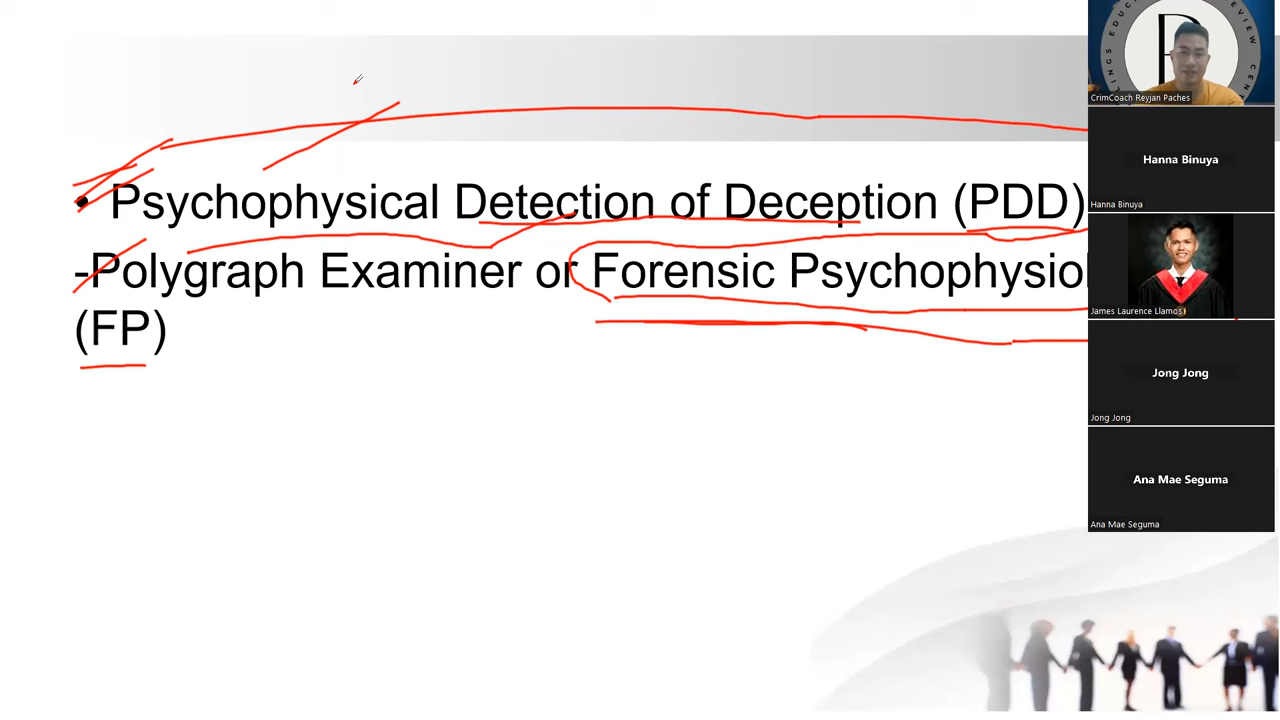 • Psychophysical Detection of Deception (PDD)
-Polygraph Examiner or Forensic
(FP)
CrimCoach Reyjan Paches
Hanna Binuya
Hanna Binuya
James Laurence Llamos
Jong Jong
Jong Jong
Ana Mae Seguma
Ana Mae Seguma